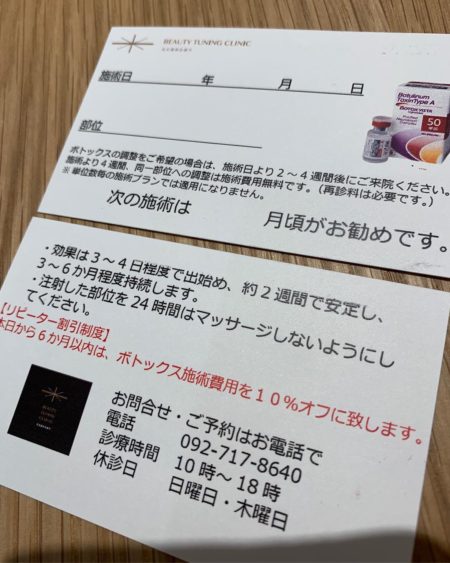 BEAUTY TUNING CLINIC
施術日 年 月 日
部位
Botulinum
Toxin Type A
BOTOX VISTA
50
単位
ボトックスの調整をご希望の場合は、施術日より2～4週間後にご来院ください。
施術より4週間、同一部位への調整は施術費用無料です。（再診料は必要です。）
※ 単位数毎の施術プランでは適用になりません。
次の施術は 月頃がお勧めです。
・効果は3～4日程度で出始め、約2週間で安定し、
3～6か月程度持続します。
・注射した部位を24時間はマッサージしないようにし
てください。
【リピーター割引制度】
本日から6か月以内は、ボトックス施術費用を10％オフに致します。
BEAUTY
TUNING
CLINIC
お問合せ・ご予約はお電話で
電話 092-717-8640
診療時間 10時～18時
休診日 日曜日・木曜日